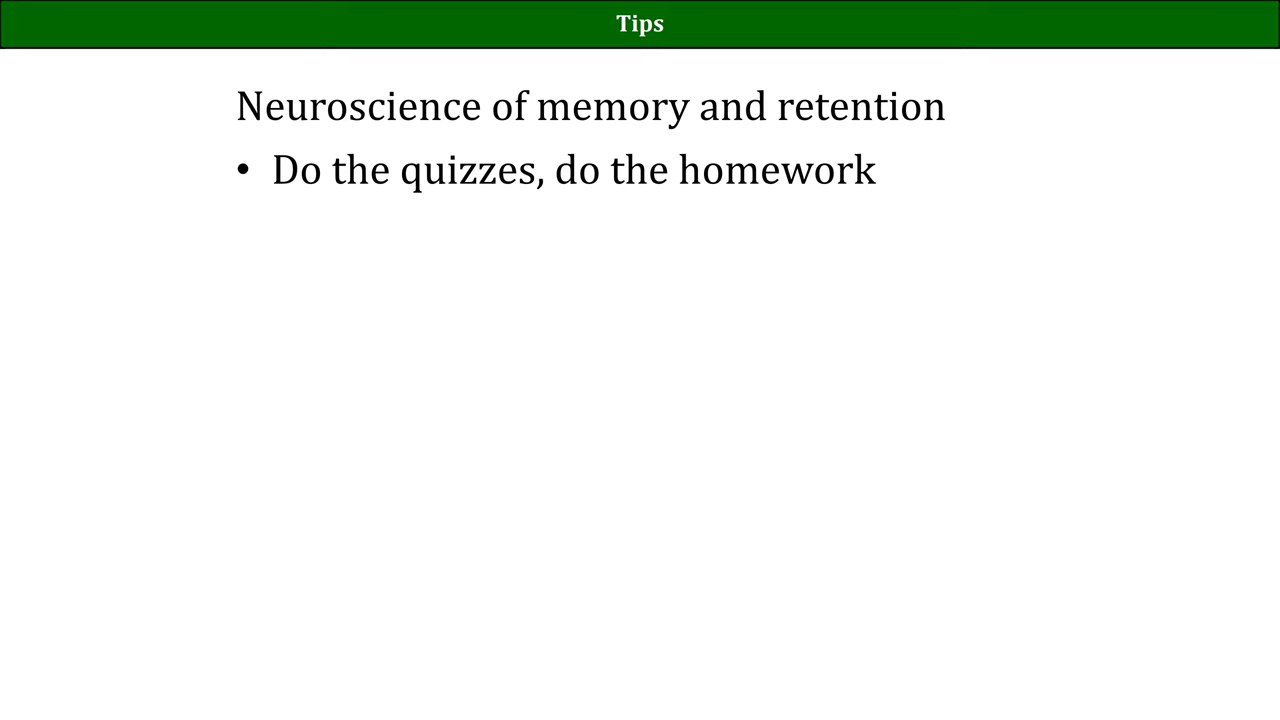 Tips
Neuroscience of memory and retention
• Do the quizzes, do the homework